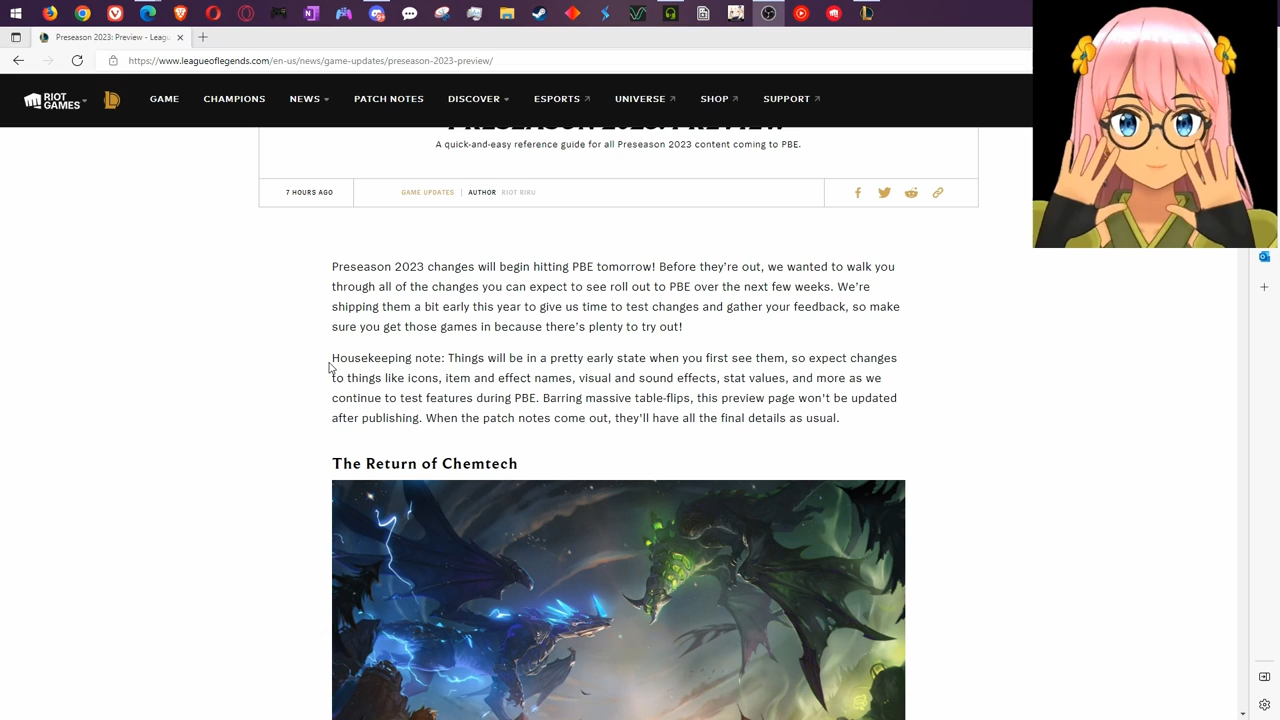 Preseason 2023: Preview - Leagu
https://www.leagueoflegends.com/en-us/news/game-updates/preseason-2023-preview/
RIOT GAMES
GAME
CHAMPIONS
NEWS
PATCH NOTES
DISCOVER
ESPORTS
UNIVERSE
SHOP
SUPPORT
PRESEASON 2023: PREVIEW
A quick-and-easy reference guide for all Preseason 2023 content coming to PBE.
7 HOURS AGO
GAME UPDATES | AUTHOR RIOT RIRU
Preseason 2023 changes will begin hitting PBE tomorrow! Before they’re out, we wanted to walk you
through all of the changes you can expect to see roll out to PBE over the next few weeks. We’re
shipping them a bit early this year to give us time to test changes and gather your feedback, so make
sure you get those games in because there’s plenty to try out!
Housekeeping note: Things will be in a pretty early state when you first see them, so expect changes
to things like icons, item and effect names, visual and sound effects, stat values, and more as we
continue to test features during PBE. Barring massive table-flips, this preview page won't be updated
after publishing. When the patch notes come out, they'll have all the final details as usual.
The Return of Chemtech